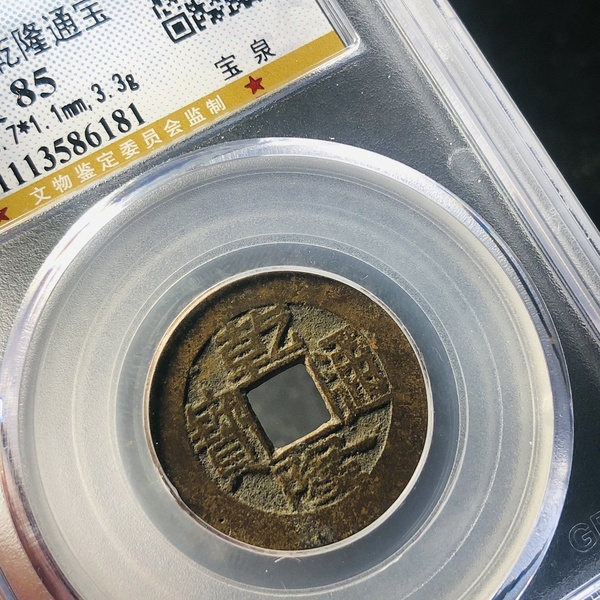 乾隆通宝
宝泉
85
.7*1.1mm,3.3g
1113586181
文物鉴定委员会监制
乾隆通寶